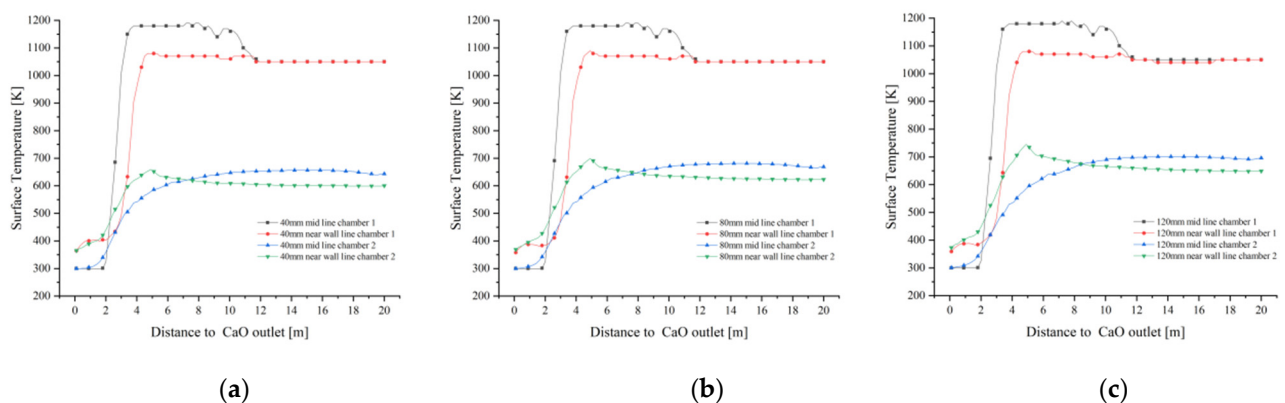 1200
1100
1000
900
800
700
600
500
400
300
200
Surface Temperature [K]
40mm mid line chamber 1
40mm near wall line chamber 1
40mm mid line chamber 2
40mm near wall line chamber 2
0 2 4 6 8 10 12 14 16 18 20
Distance to CaO outlet [m]
(a)
1200
1100
1000
900
800
700
600
500
400
300
200
Surface Temperature [K]
80mm mid line chamber 1
80mm near wall line chamber 1
80mm mid line chamber 2
80mm near wall line chamber 2
0 2 4 6 8 10 12 14 16 18 20
Distance to CaO outlet [m]
(b)
1200
1100
1000
900
800
700
600
500
400
300
200
Surface Temperature [K]
120mm mid line chamber 1
120mm near wall line chamber 1
120mm mid line chamber 2
120mm near wall line chamber 2
0 2 4 6 8 10 12 14 16 18 20
Distance to CaO outlet [m]
(c)